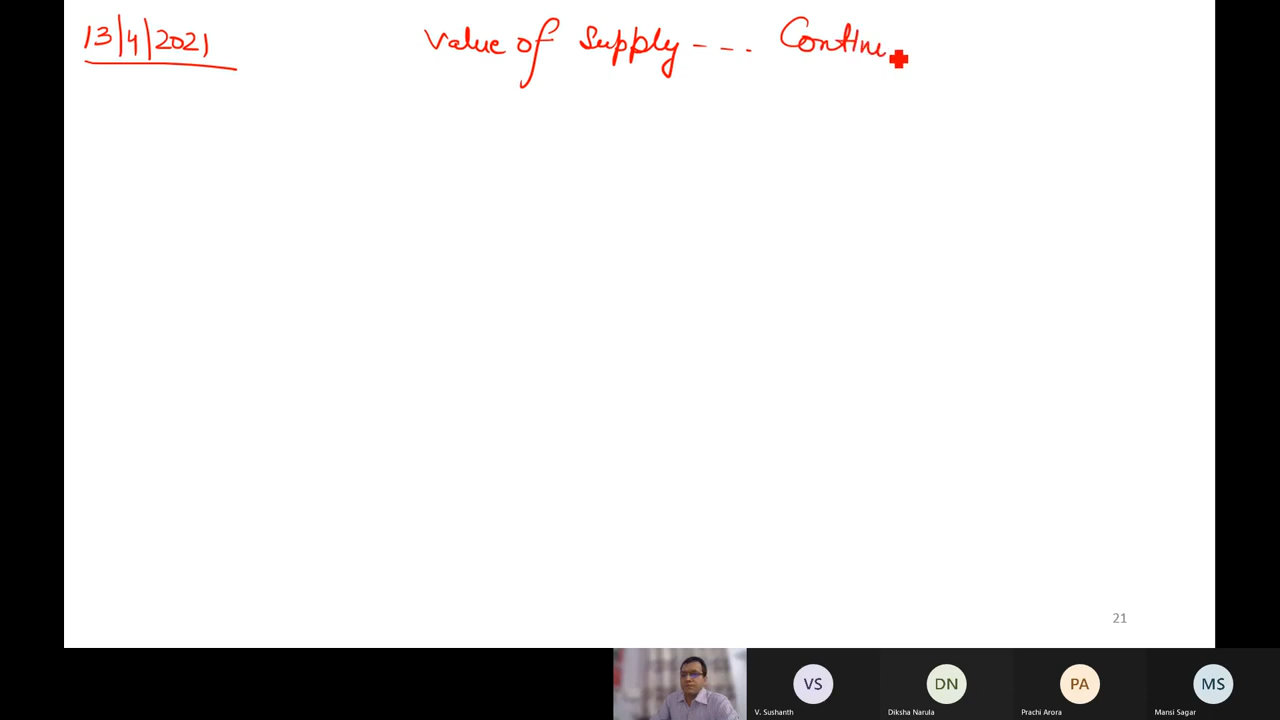 13/4/2021 Value of Supply --- Continu
21
VS DN PA MS
V. Sushanth Diksha Narula Prachi Arora Mansi Sagar